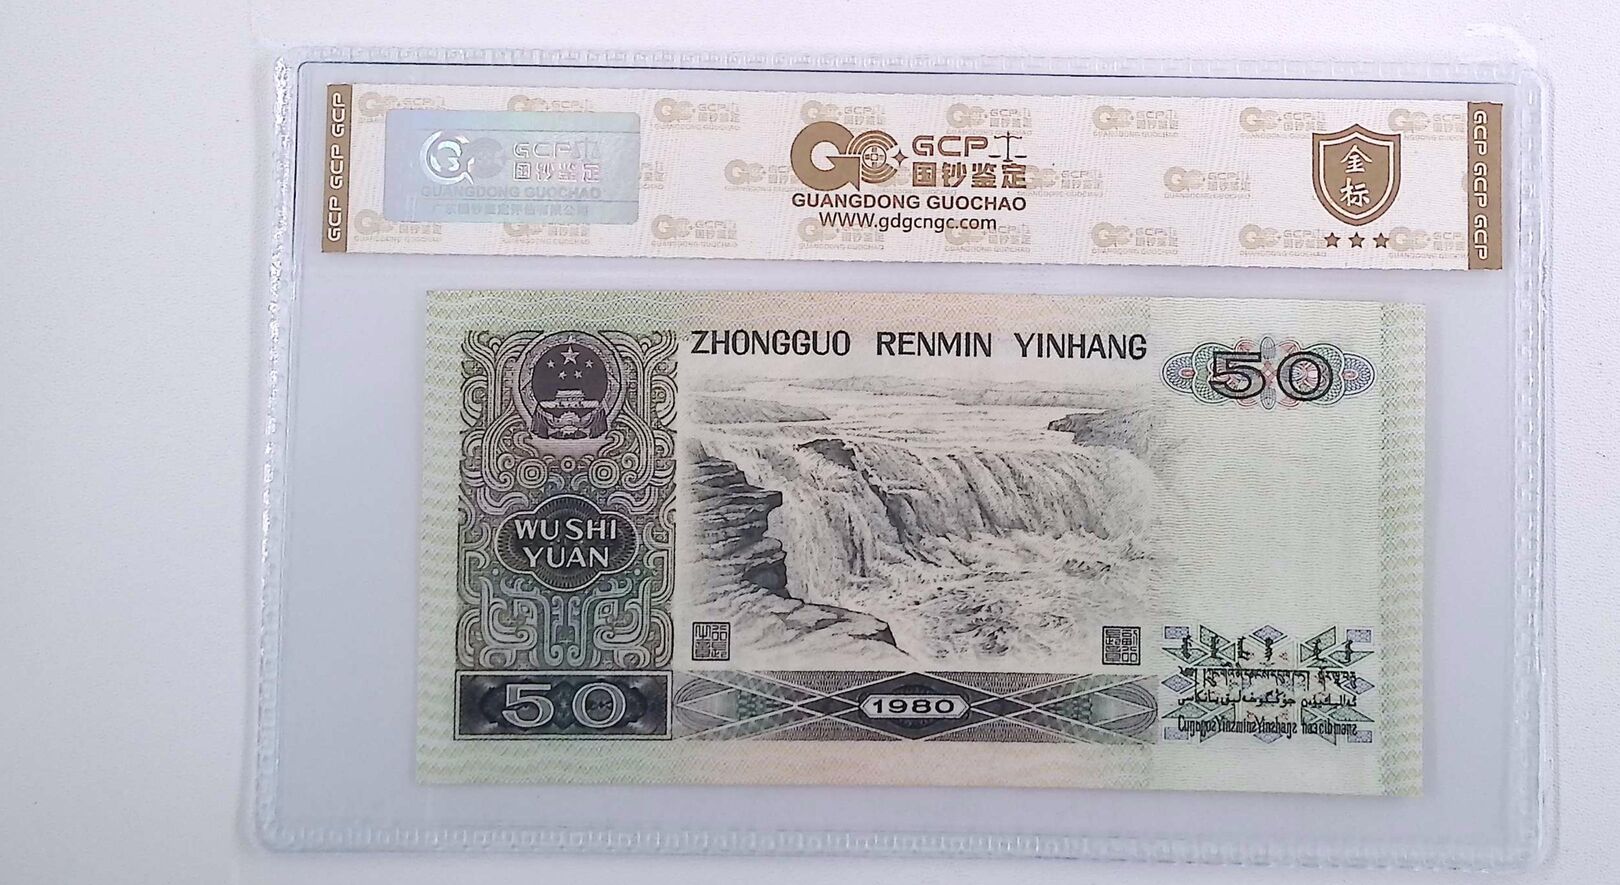 GCP GCP GCP
GCP
国钞鉴定
GUANGDONG GUOCHAO
GCP
国钞鉴定
GUANGDONG GUOCHAO
WWW.gdgcngc.com
金
标
GCP GCP GCP
ZHONGGUO RENMIN YINHANG
50
WU SHI
YUAN
50
1980